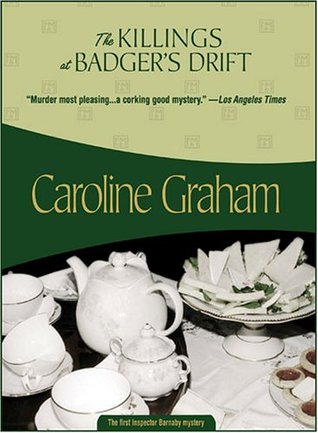 The KILLINGS
at BADGER'S DRIFT
"Murder most pleasing...a corking good mystery." —Los Angeles Times
Caroline Graham
The first Inspector Barnaby mystery